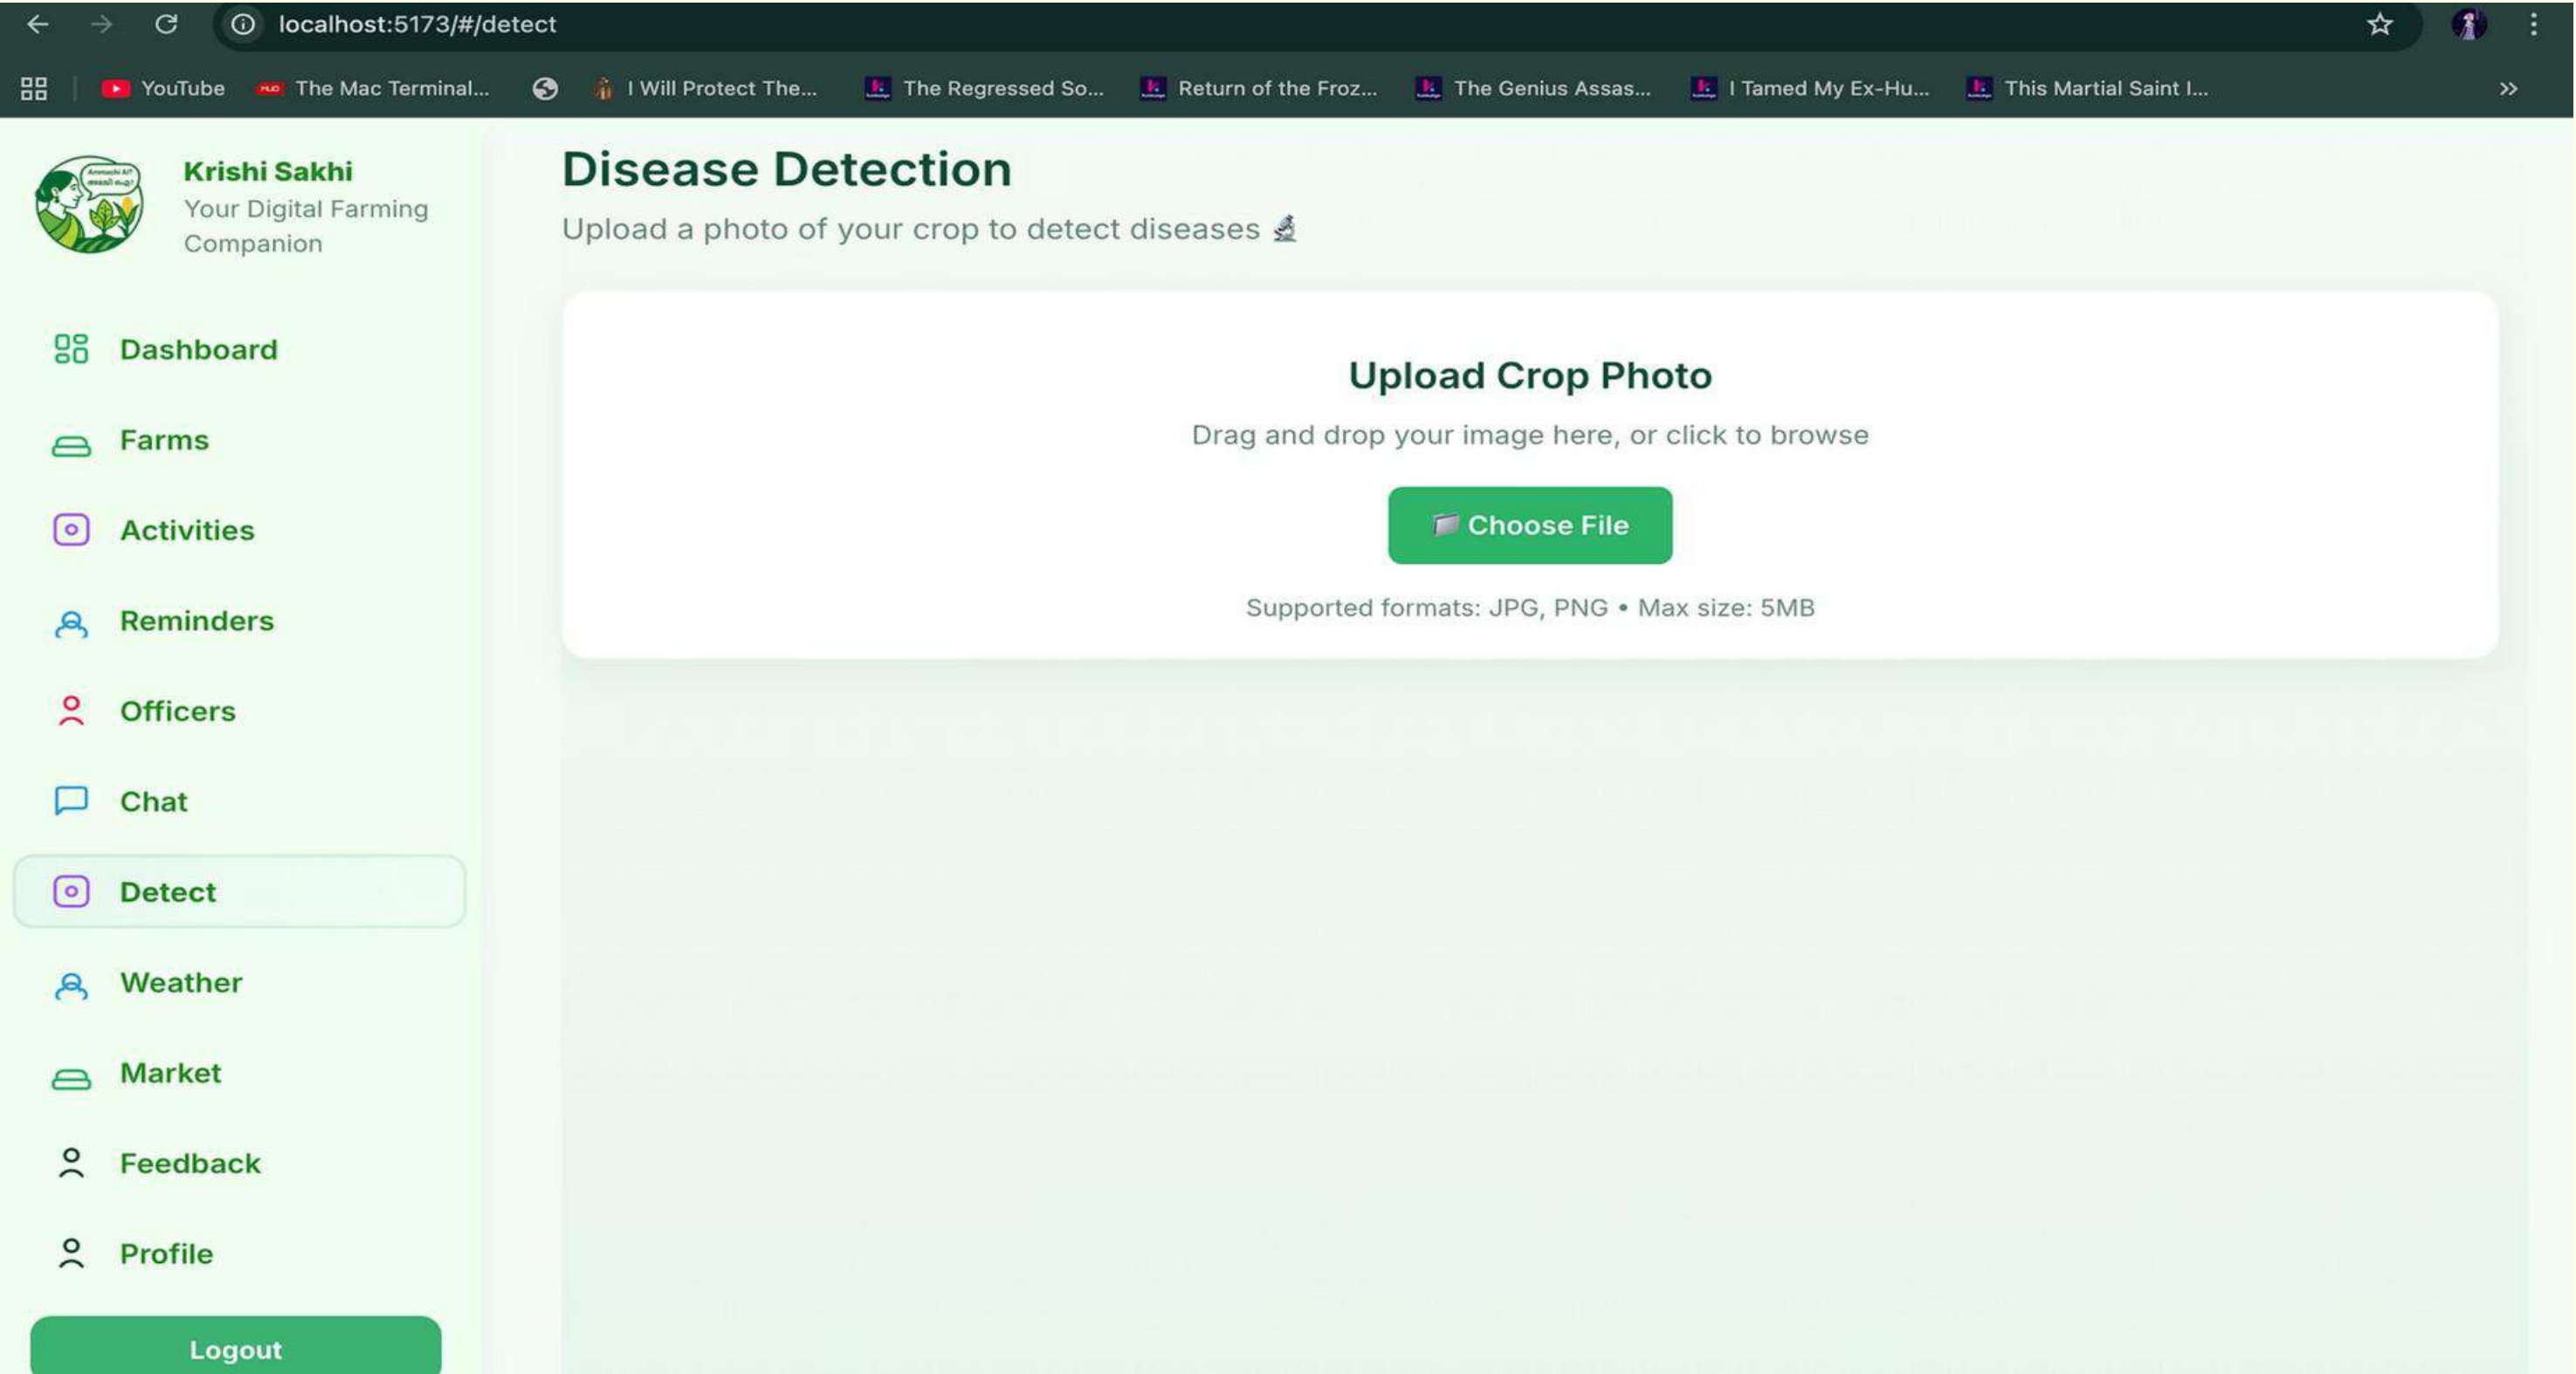 localhost:5173/#/detect
YouTube
The Mac Terminal...
I Will Protect The...
The Regressed So...
Return of the Froz...
The Genius Assas...
I Tamed My Ex-Hu...
This Martial Saint I...
Krishi Sakhi
Your Digital Farming
Companion
Dashboard
Farms
Activities
Reminders
Officers
Chat
Detect
Weather
Market
Feedback
Profile
Logout
Disease Detection
Upload a photo of your crop to detect diseases 🔬
Upload Crop Photo
Drag and drop your image here, or click to browse
📁 Choose File
Supported formats: JPG, PNG • Max size: 5MB